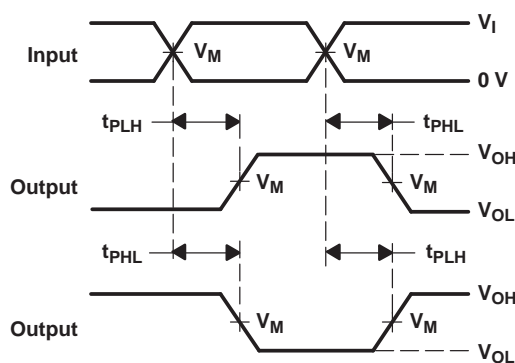 V_I
Input V_M V_M
0 V
t_PLH t_PHL
V_OH
Output V_M V_M
V_OL
t_PHL t_PLH
V_OH
Output V_M V_M
V_OL